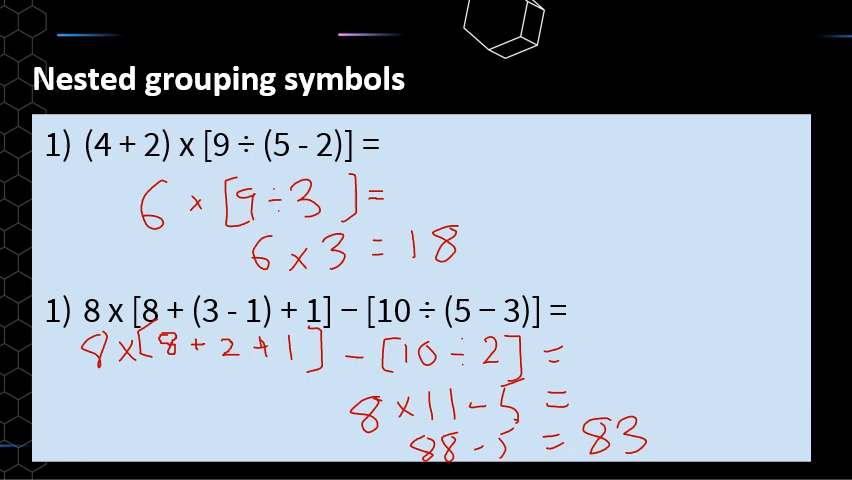 Nested grouping symbols
1) (4 + 2) x [9 ÷ (5 - 2)] =
6 × [9 ÷ 3] =
6 × 3 = 18
1) 8 x [8 + (3 - 1) + 1] – [10 ÷ (5 – 3)] =
8 × [8 + 2 + 1] – [10 ÷ 2] =
8 × 11 - 5 =
88 - 5 = 83